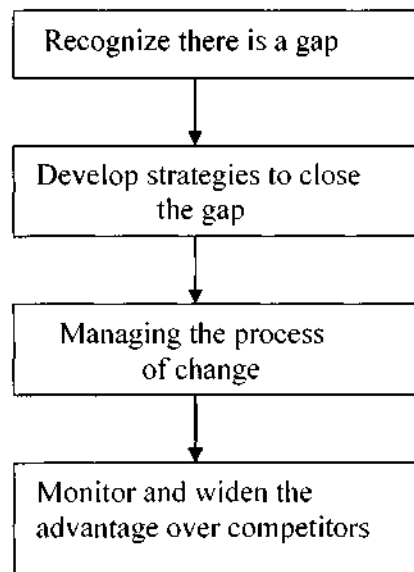 Recognize there is a gap
Develop strategies to close
the gap
Managing the process
of change
Monitor and widen the
advantage over competitors